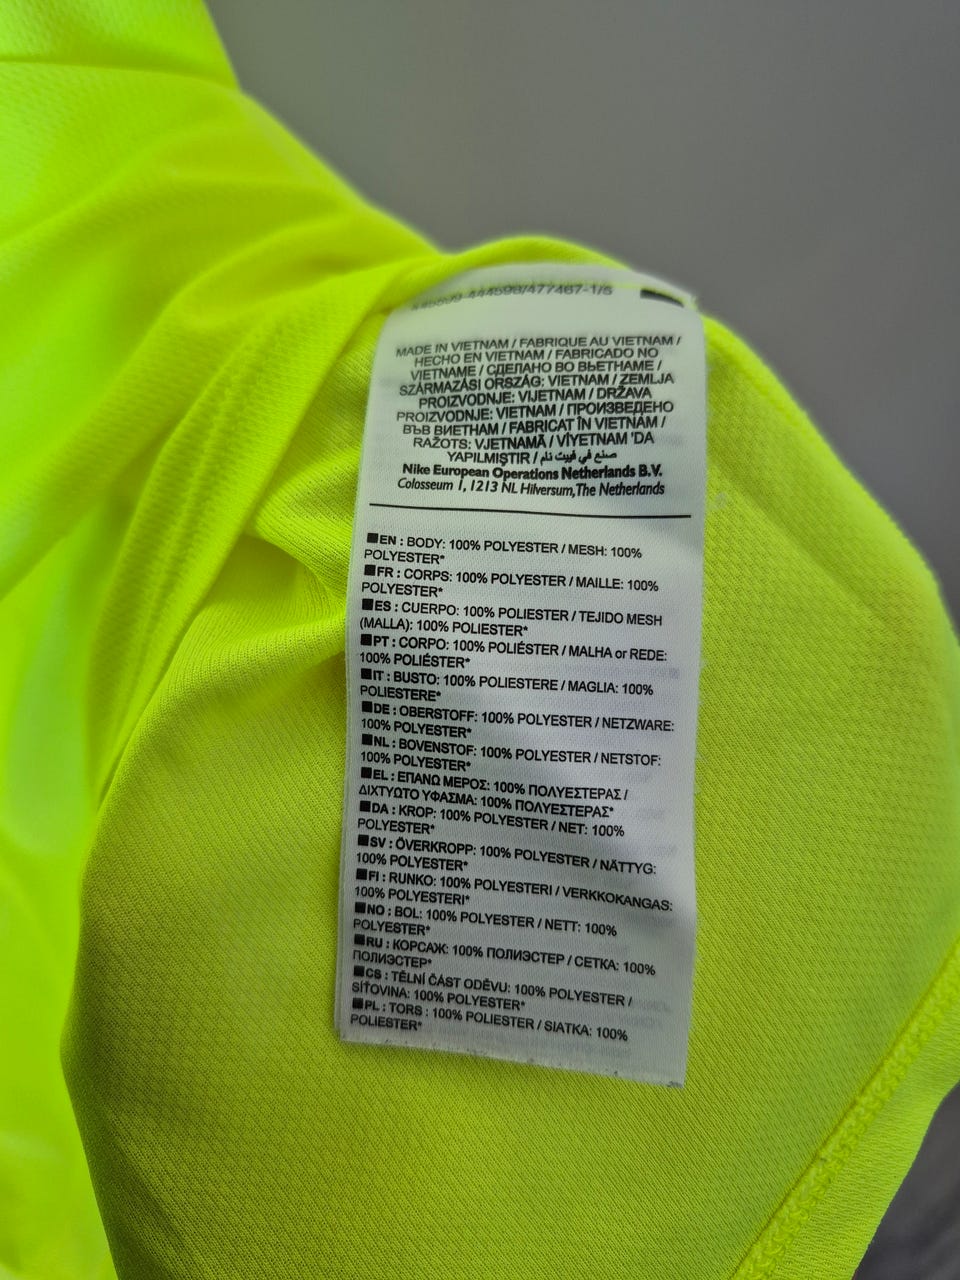 444598/477467-1/5
MADE IN VIETNAM / FABRIQUE AU VIETNAM /
HECHO EN VIETNAM / FABRICADO NO
VIETNAME / СДЕЛАНО ВО ВЬЕТНАМЕ /
SZÁRMAZÁSI ORSZÁG: VIETNAM / ZEMLJA
PROIZVODNJE: VIJETNAM / DRŽAVA
PROIZVODNJE: VIETNAM / ПРОИЗВЕДЕНО
ВЪВ ВИЕТНАМ / FABRICAT ÎN VIETNAM /
RAŽOTS: VJETNAMĀ / VİYETNAM 'DA
YAPILMIŞTIR / صنع في فييت نام
Nike European Operations Netherlands B.V.
Colosseum 1, 1213 NL Hilversum,The Netherlands
EN : BODY: 100% POLYESTER / MESH: 100%
POLYESTER*
FR : CORPS: 100% POLYESTER / MAILLE: 100%
POLYESTER*
ES : CUERPO: 100% POLIESTER / TEJIDO MESH
(MALLA): 100% POLIESTER*
PT : CORPO: 100% POLIÉSTER / MALHA or REDE:
100% POLIÉSTER*
IT : BUSTO: 100% POLIESTERE / MAGLIA: 100%
POLIESTERE*
DE : OBERSTOFF: 100% POLYESTER / NETZWARE:
100% POLYESTER*
NL : BOVENSTOF: 100% POLYESTER / NETSTOF:
100% POLYESTER*
EL : ΕΠΑΝΩ ΜΕΡΟΣ: 100% ΠΟΛΥΕΣΤΕΡΑΣ /
ΔΙΧΤΥΩΤΟ ΥΦΑΣΜΑ: 100% ΠΟΛΥΕΣΤΕΡΑΣ*
DA : KROP: 100% POLYESTER / NET: 100%
POLYESTER*
SV : ÖVERKROPP: 100% POLYESTER / NÄTTYG:
100% POLYESTER*
FI : RUNKO: 100% POLYESTERI / VERKKOKANGAS:
100% POLYESTERI*
NO : BOL: 100% POLYESTER / NETT: 100%
POLYESTER*
RU : КОРСАЖ: 100% ПОЛИЭСТЕР / СЕТКА: 100%
ПОЛИЭСТЕР*
CS : TĚLNÍ ČÁST ODĚVU: 100% POLYESTER /
SÍŤOVINA: 100% POLYESTER*
PL : TORS : 100% POLIESTER / SIATKA: 100%
POLIESTER*